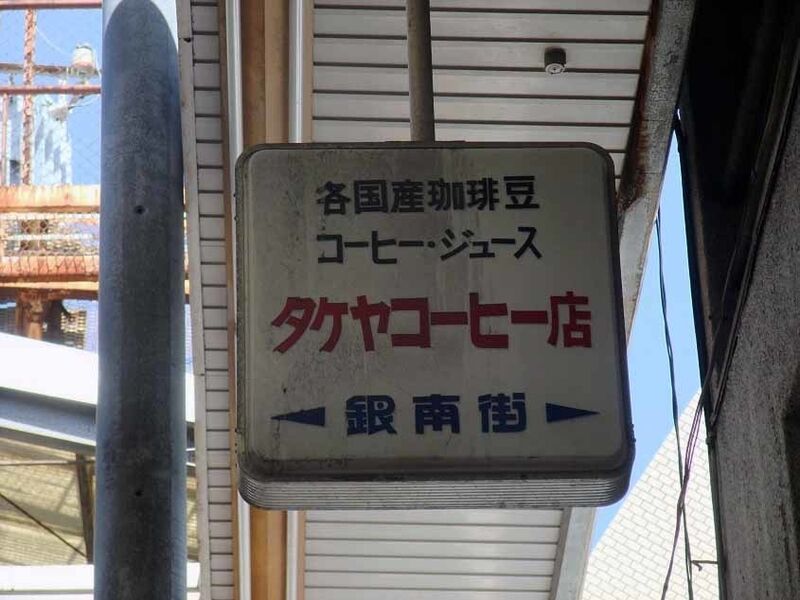 各国産珈琲豆
コーヒー・ジュース
タケヤコーヒー店
銀南街